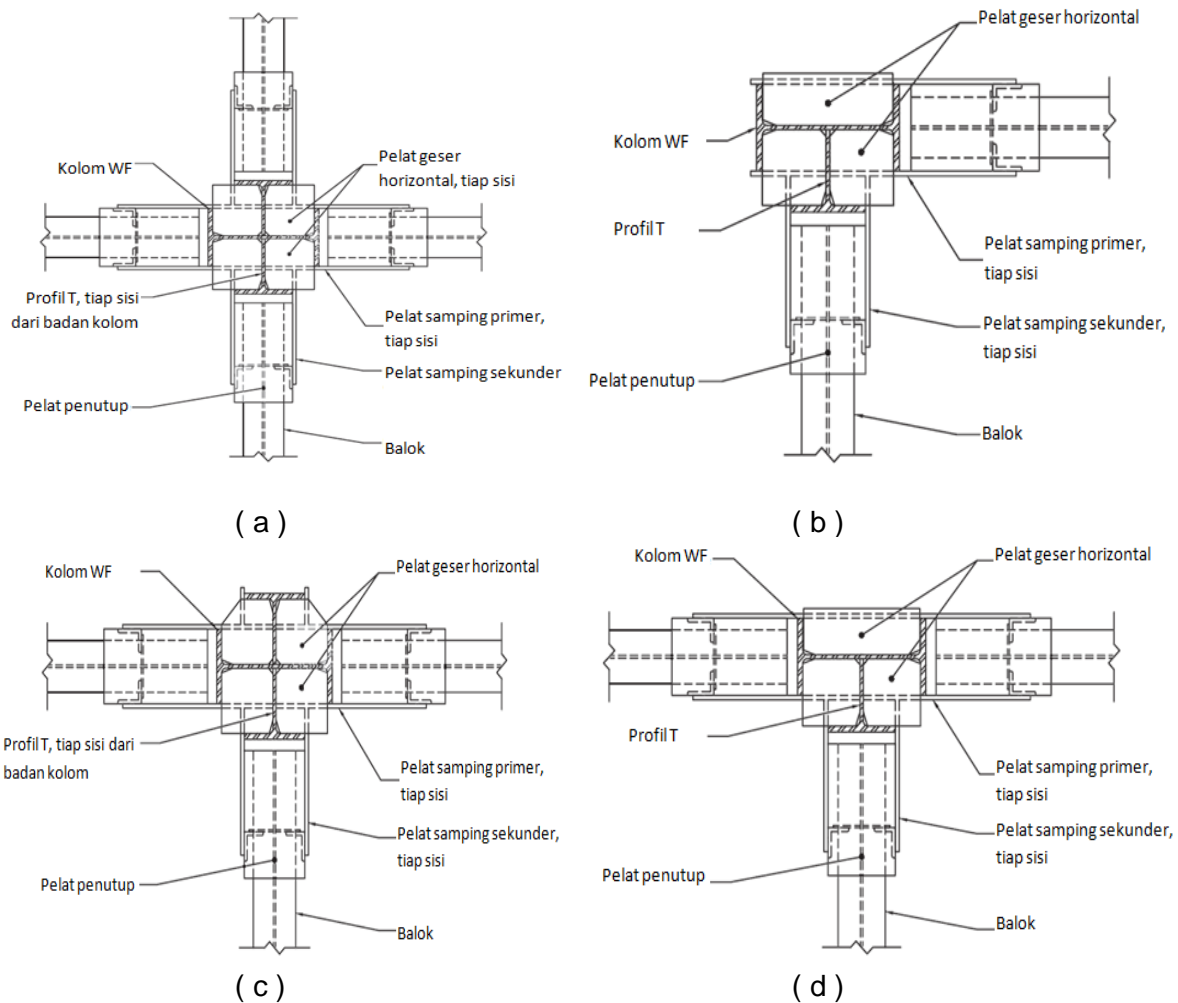 Kolom WF
Pelat geser
horizontal, tiap sisi
Profil T, tiap sisi
dari badan kolom
Pelat samping primer,
tiap sisi
Pelat samping sekunder
Pelat penutup
Balok
( a )
Pelat geser horizontal
Kolom WF
Profil T
Pelat samping primer,
tiap sisi
Pelat samping sekunder,
tiap sisi
Pelat penutup
Balok
( b )
Kolom WF
Pelat geser horizontal
Profil T, tiap sisi dari
badan kolom
Pelat samping primer,
tiap sisi
Pelat samping sekunder,
tiap sisi
Pelat penutup
Balok
( c )
Kolom WF
Pelat geser horizontal
Profil T
Pelat samping primer,
tiap sisi
Pelat samping sekunder,
tiap sisi
Pelat penutup
Balok
( d )